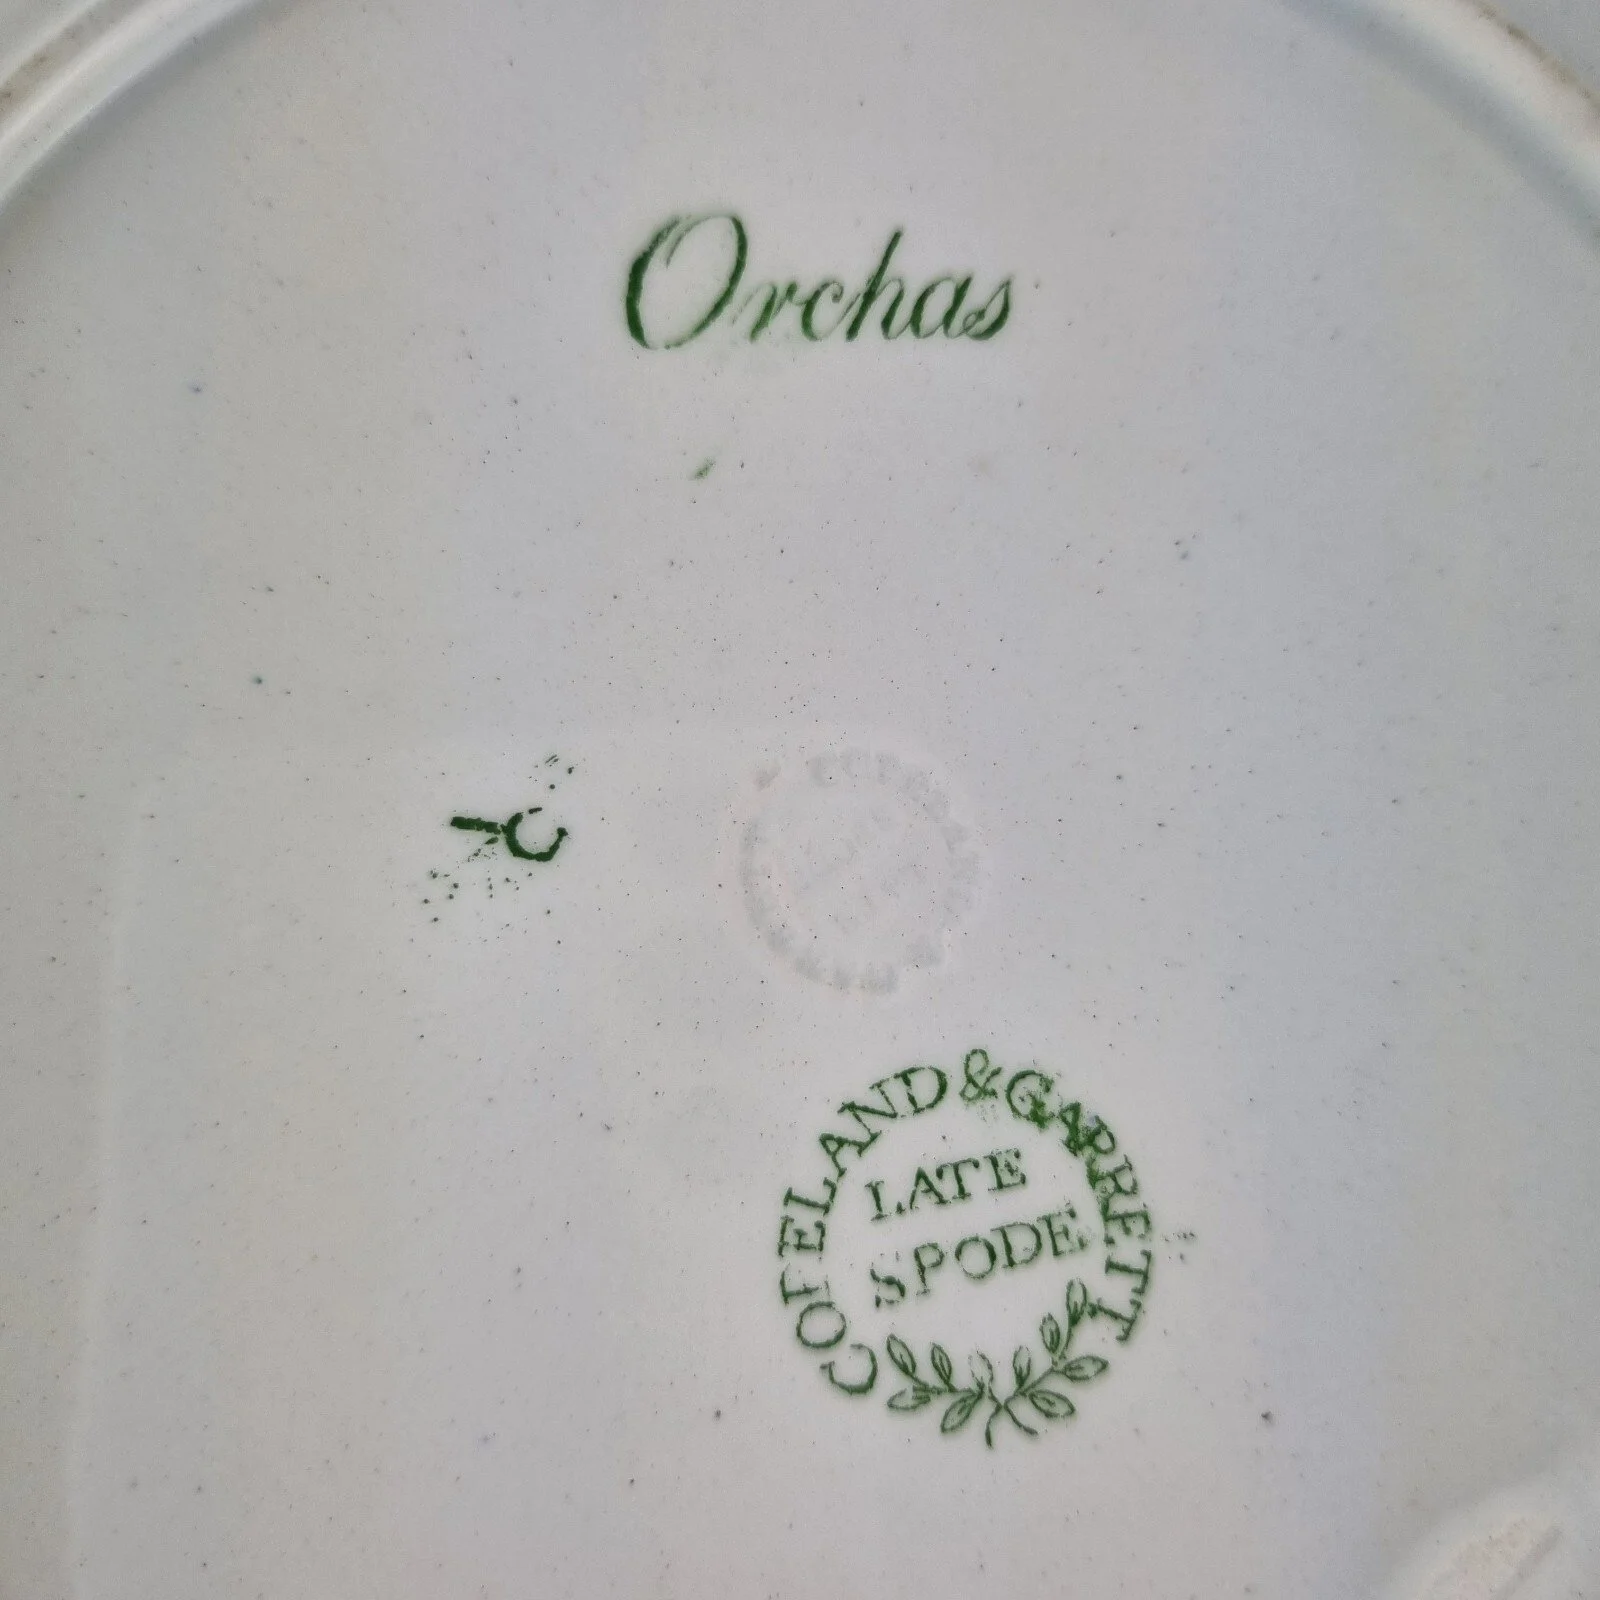 Orchas
COPELAND & GARRETT
LATE
SPODE